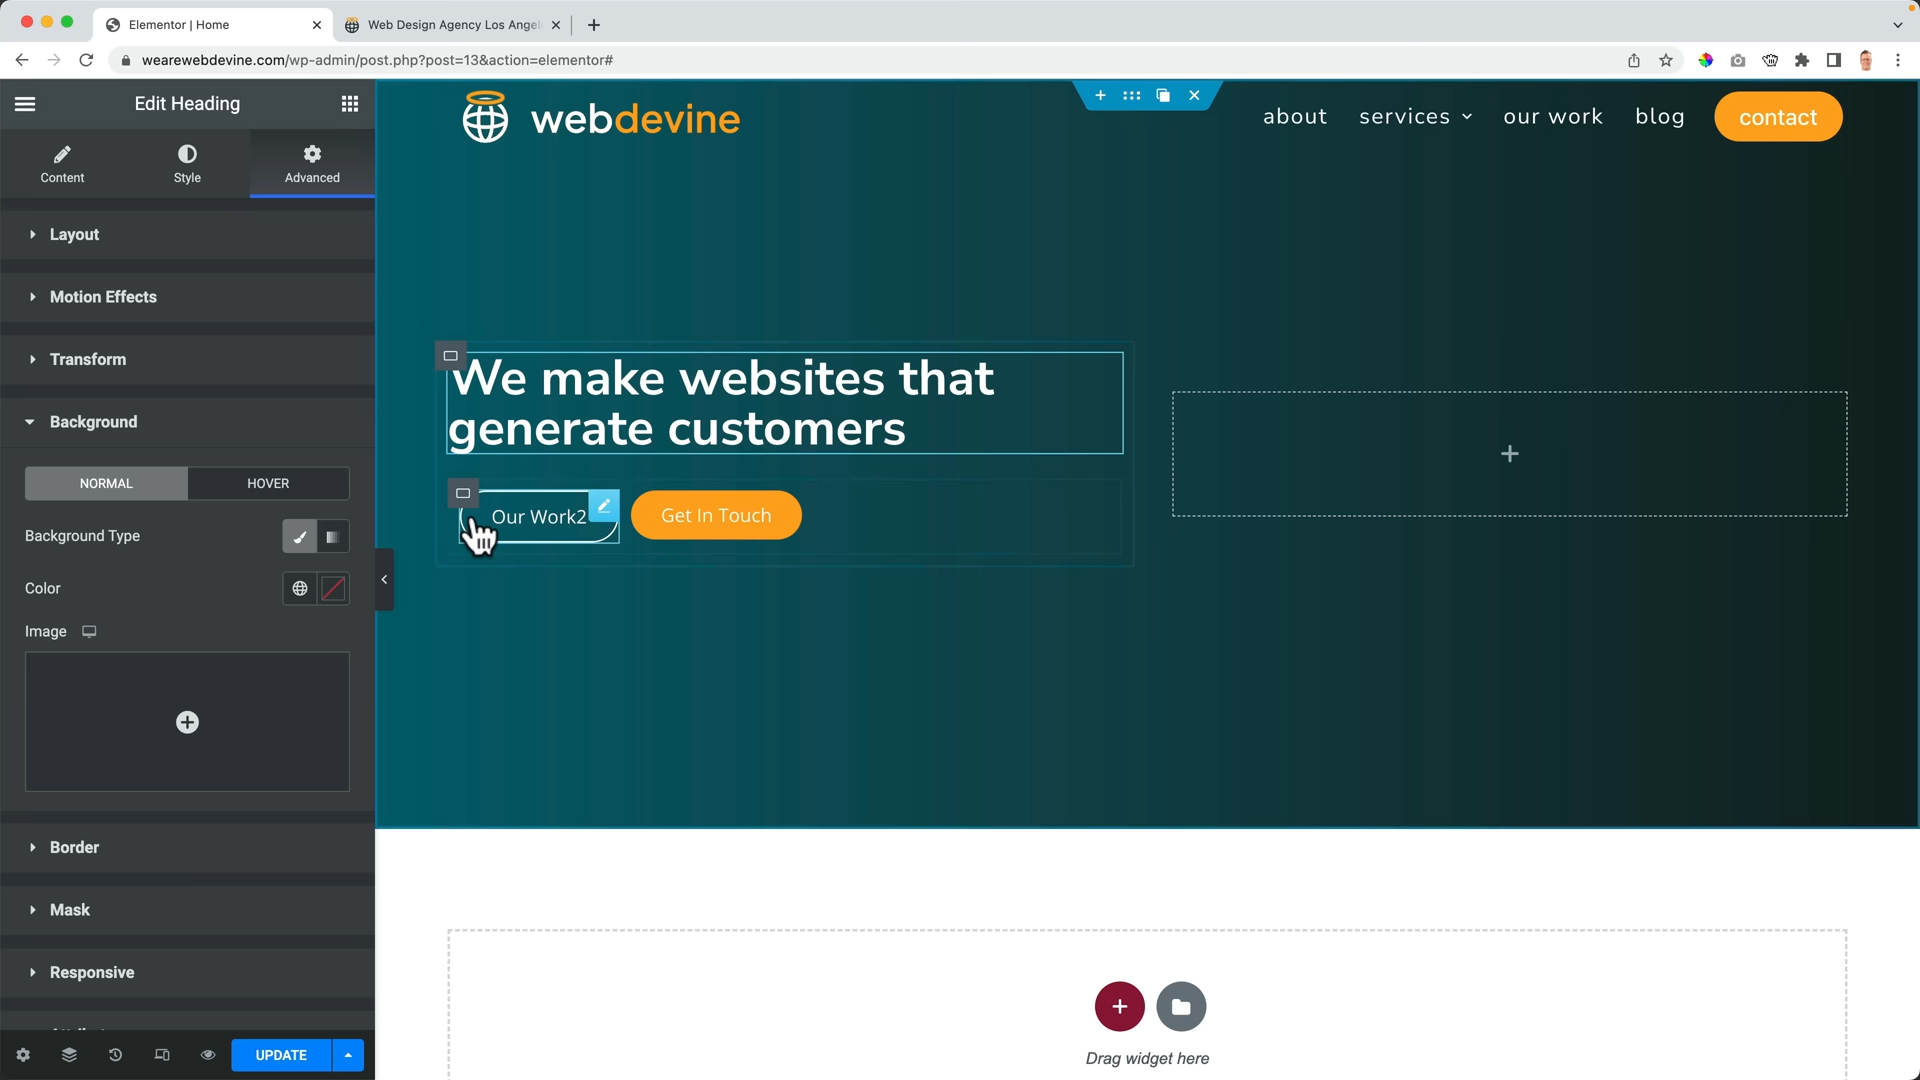 Elementor | Home
Web Design Agency Los Angel
wearewebdevine.com/wp-admin/post.php?post=13&action=elementor#
Edit Heading
Content
Style
Advanced
Layout
Motion Effects
Transform
Background
NORMAL
HOVER
Background Type
Color
Image
Border
Mask
Responsive
UPDATE
webdevine
about
services
our work
blog
contact
We make websites that
generate customers
Our Work2
Get In Touch
Drag widget here